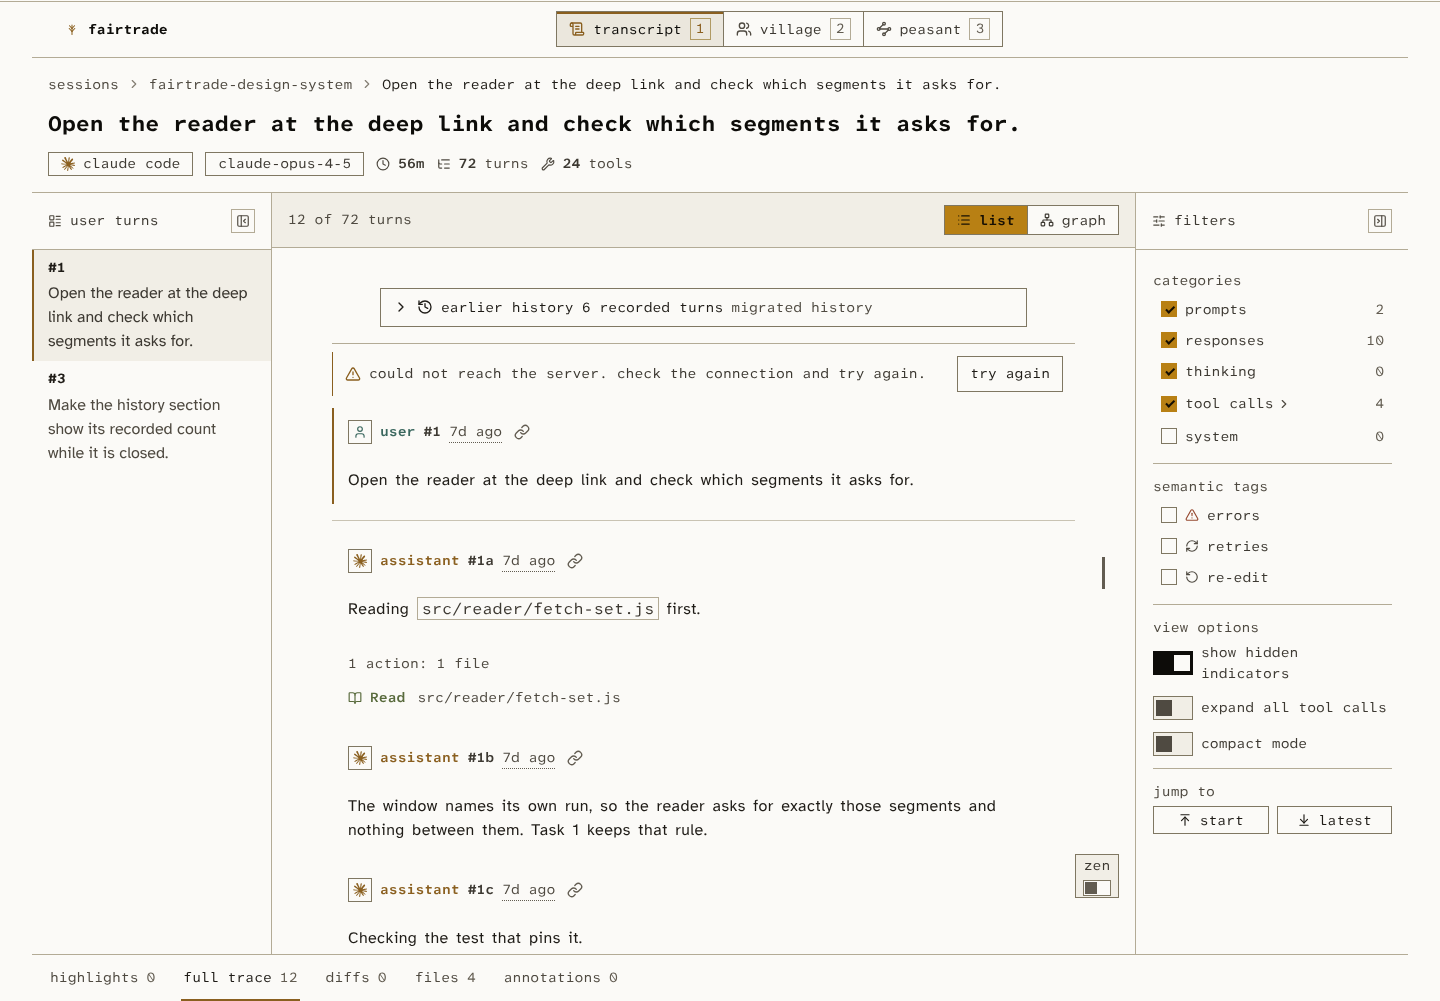 fairtrade
transcript 1
village 2
peasant 3
sessions > fairtrade-design-system > Open the reader at the deep link and check which segments it asks for.
Open the reader at the deep link and check which segments it asks for.
claude code
claude-opus-4-5
56m
72 turns
24 tools
user turns
#1
Open the reader at the deep
link and check which
segments it asks for.
#3
Make the history section
show its recorded count
while it is closed.
12 of 72 turns
list
graph
earlier history 6 recorded turns migrated history
could not reach the server. check the connection and try again.
try again
user #1 7d ago
Open the reader at the deep link and check which segments it asks for.
assistant #1a 7d ago
Reading src/reader/fetch-set.js first.
1 action: 1 file
Read src/reader/fetch-set.js
assistant #1b 7d ago
The window names its own run, so the reader asks for exactly those segments and
nothing between them. Task 1 keeps that rule.
assistant #1c 7d ago
Checking the test that pins it.
zen
filters
categories
prompts 2
responses 10
thinking 0
tool calls > 4
system 0
semantic tags
errors
retries
re-edit
view options
show hidden
indicators
expand all tool calls
compact mode
jump to
start
latest
highlights 0
full trace 12
diffs 0
files 4
annotations 0